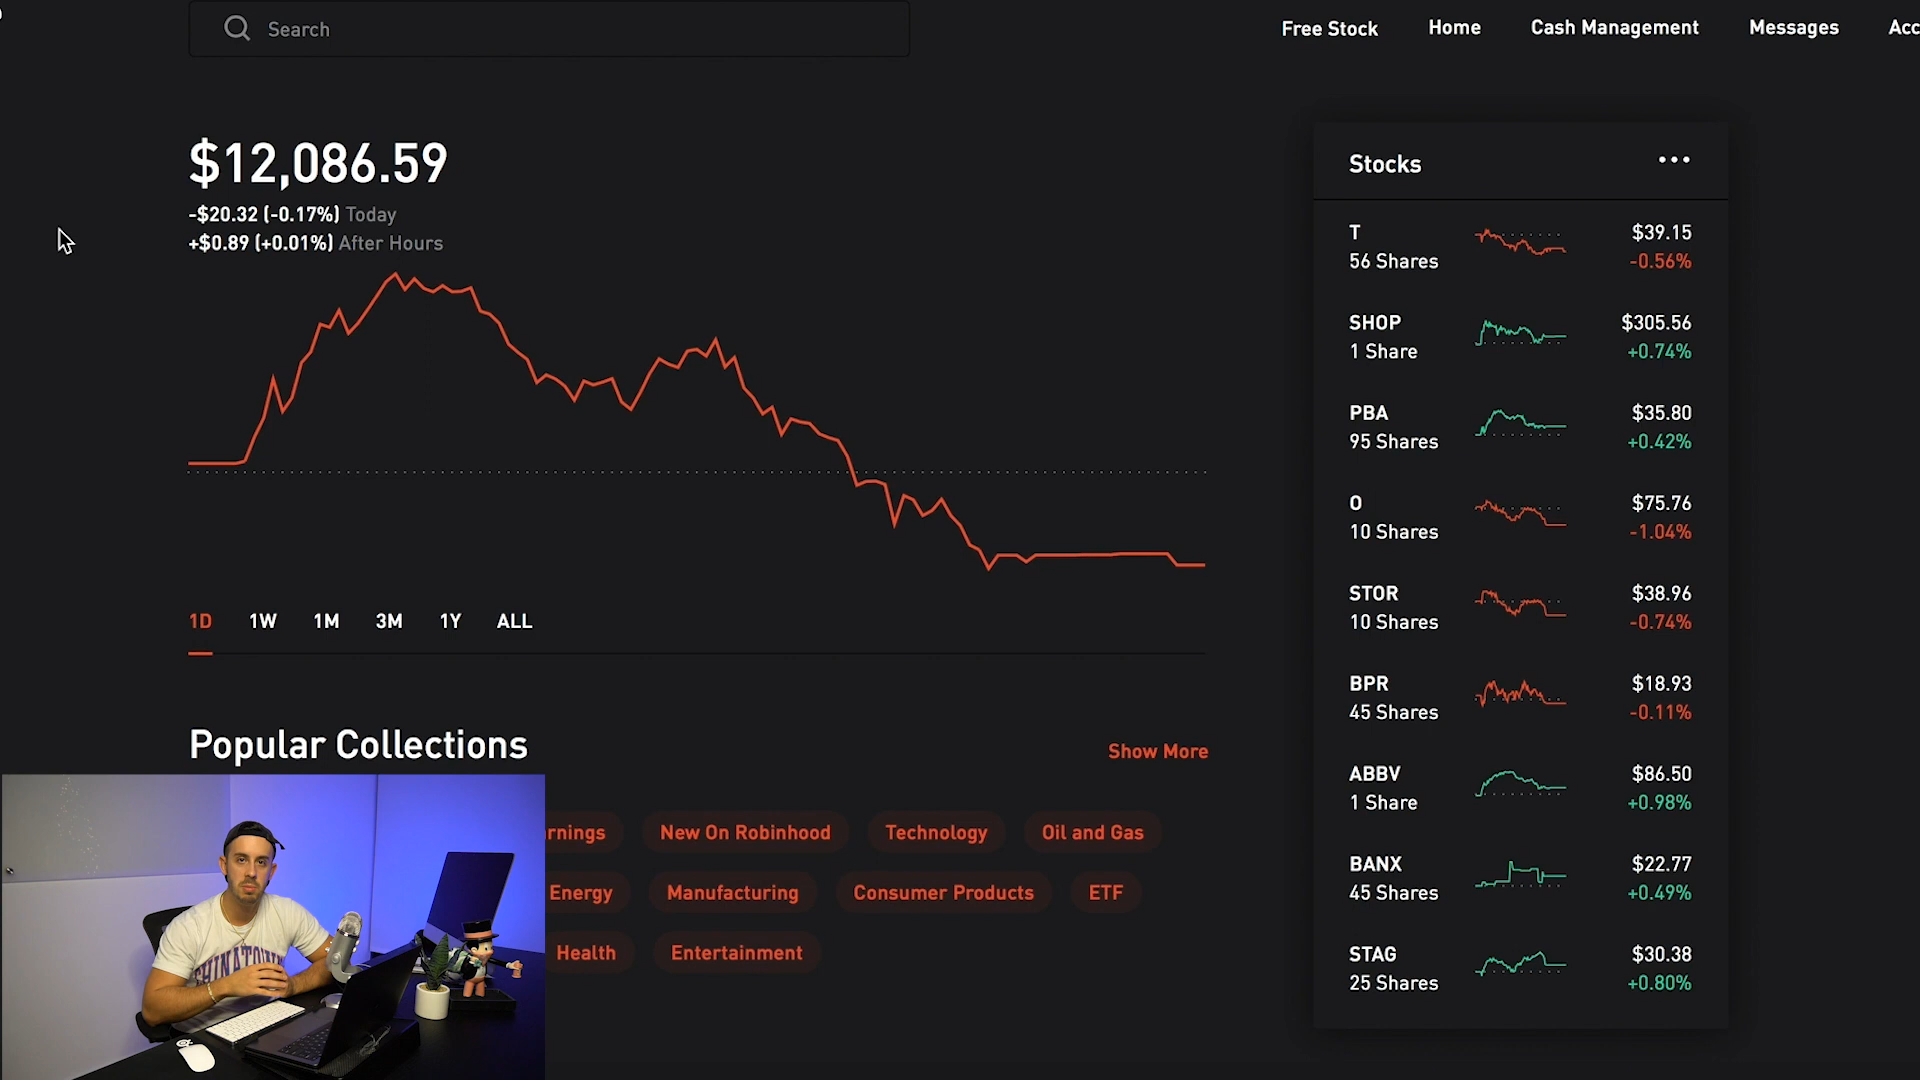 Search
Free Stock
Home
Cash Management
Messages
Acc
$12,086.59
-$20.32 (-0.17%) Today
+$0.89 (+0.01%) After Hours
1D
1W
1M
3M
1Y
ALL
Popular Collections
Show More
rnings
New On Robinhood
Technology
Oil and Gas
Energy
Manufacturing
Consumer Products
ETF
Health
Entertainment
CHINATOWN
Stocks
T
$39.15
56 Shares
-0.56%
SHOP
$305.56
1 Share
+0.74%
PBA
$35.80
95 Shares
+0.42%
O
$75.76
10 Shares
-1.04%
STOR
$38.96
10 Shares
-0.74%
BPR
$18.93
45 Shares
-0.11%
ABBV
$86.50
1 Share
+0.98%
BANX
$22.77
45 Shares
+0.49%
STAG
$30.38
25 Shares
+0.80%